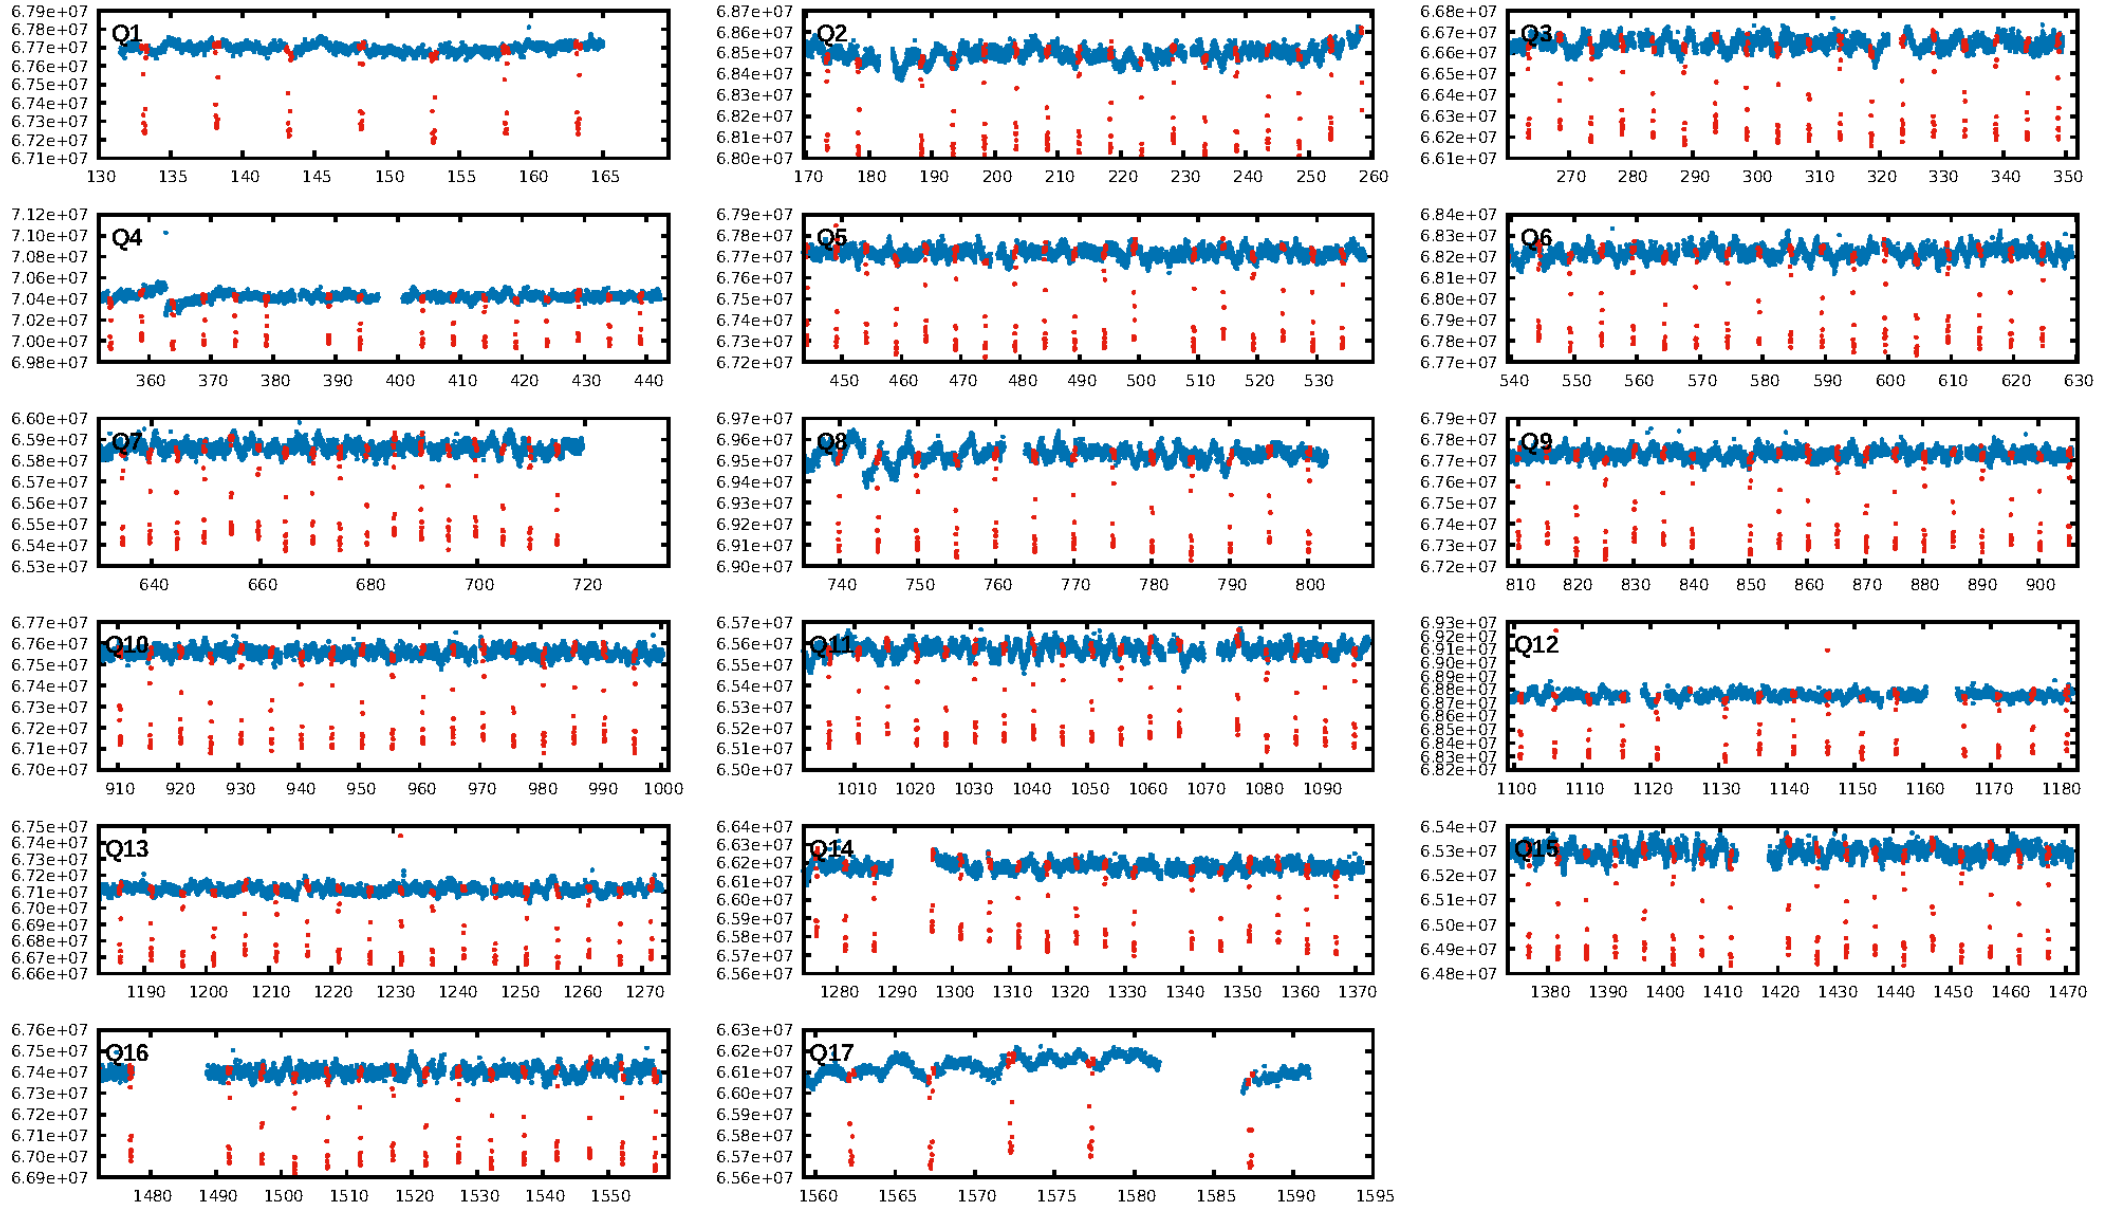 6.79e+07
6.78e+07
6.77e+07
6.76e+07
6.75e+07
6.74e+07
6.73e+07
6.72e+07
6.71e+07
Q1
130 135 140 145 150 155 160 165
6.87e+07
6.86e+07
6.85e+07
6.84e+07
6.83e+07
6.82e+07
6.81e+07
6.80e+07
Q2
170 180 190 200 210 220 230 240 250 260
6.68e+07
6.67e+07
6.66e+07
6.65e+07
6.64e+07
6.63e+07
6.62e+07
6.61e+07
Q3
270 280 290 300 310 320 330 340 350
7.12e+07
7.10e+07
7.08e+07
7.06e+07
7.04e+07
7.02e+07
7.00e+07
6.98e+07
Q4
360 370 380 390 400 410 420 430 440
6.79e+07
6.78e+07
6.77e+07
6.76e+07
6.75e+07
6.74e+07
6.73e+07
6.72e+07
Q5
450 460 470 480 490 500 510 520 530
6.84e+07
6.83e+07
6.82e+07
6.81e+07
6.80e+07
6.79e+07
6.78e+07
6.77e+07
Q6
540 550 560 570 580 590 600 610 620 630
6.60e+07
6.59e+07
6.58e+07
6.57e+07
6.56e+07
6.55e+07
6.54e+07
6.53e+07
Q7
640 660 680 700 720
6.97e+07
6.96e+07
6.95e+07
6.94e+07
6.93e+07
6.92e+07
6.91e+07
6.90e+07
Q8
740 750 760 770 780 790 800
6.79e+07
6.78e+07
6.77e+07
6.76e+07
6.75e+07
6.74e+07
6.73e+07
6.72e+07
Q9
810 820 830 840 850 860 870 880 890 900
6.77e+07
6.76e+07
6.75e+07
6.74e+07
6.73e+07
6.72e+07
6.71e+07
6.70e+07
Q10
910 920 930 940 950 960 970 980 990 1000
6.57e+07
6.56e+07
6.55e+07
6.54e+07
6.53e+07
6.52e+07
6.51e+07
6.50e+07
Q11
1010 1020 1030 1040 1050 1060 1070 1080 1090
6.93e+07
6.92e+07
6.91e+07
6.90e+07
6.89e+07
6.88e+07
6.87e+07
6.86e+07
6.85e+07
6.84e+07
6.83e+07
6.82e+07
Q12
1100 1110 1120 1130 1140 1150 1160 1170 1180
6.75e+07
6.74e+07
6.73e+07
6.72e+07
6.71e+07
6.70e+07
6.69e+07
6.68e+07
6.67e+07
6.66e+07
Q13
1190 1200 1210 1220 1230 1240 1250 1260 1270
6.64e+07
6.63e+07
6.62e+07
6.61e+07
6.60e+07
6.59e+07
6.58e+07
6.57e+07
6.56e+07
Q14
1280 1290 1300 1310 1320 1330 1340 1350 1360 1370
6.54e+07
6.53e+07
6.52e+07
6.51e+07
6.50e+07
6.49e+07
6.48e+07
Q15
1380 1390 1400 1410 1420 1430 1440 1450 1460 1470
6.76e+07
6.75e+07
6.74e+07
6.73e+07
6.72e+07
6.71e+07
6.70e+07
6.69e+07
Q16
1480 1490 1500 1510 1520 1530 1540 1550
6.63e+07
6.62e+07
6.61e+07
6.60e+07
6.59e+07
6.58e+07
6.57e+07
6.56e+07
Q17
1560 1565 1570 1575 1580 1585 1590 1595